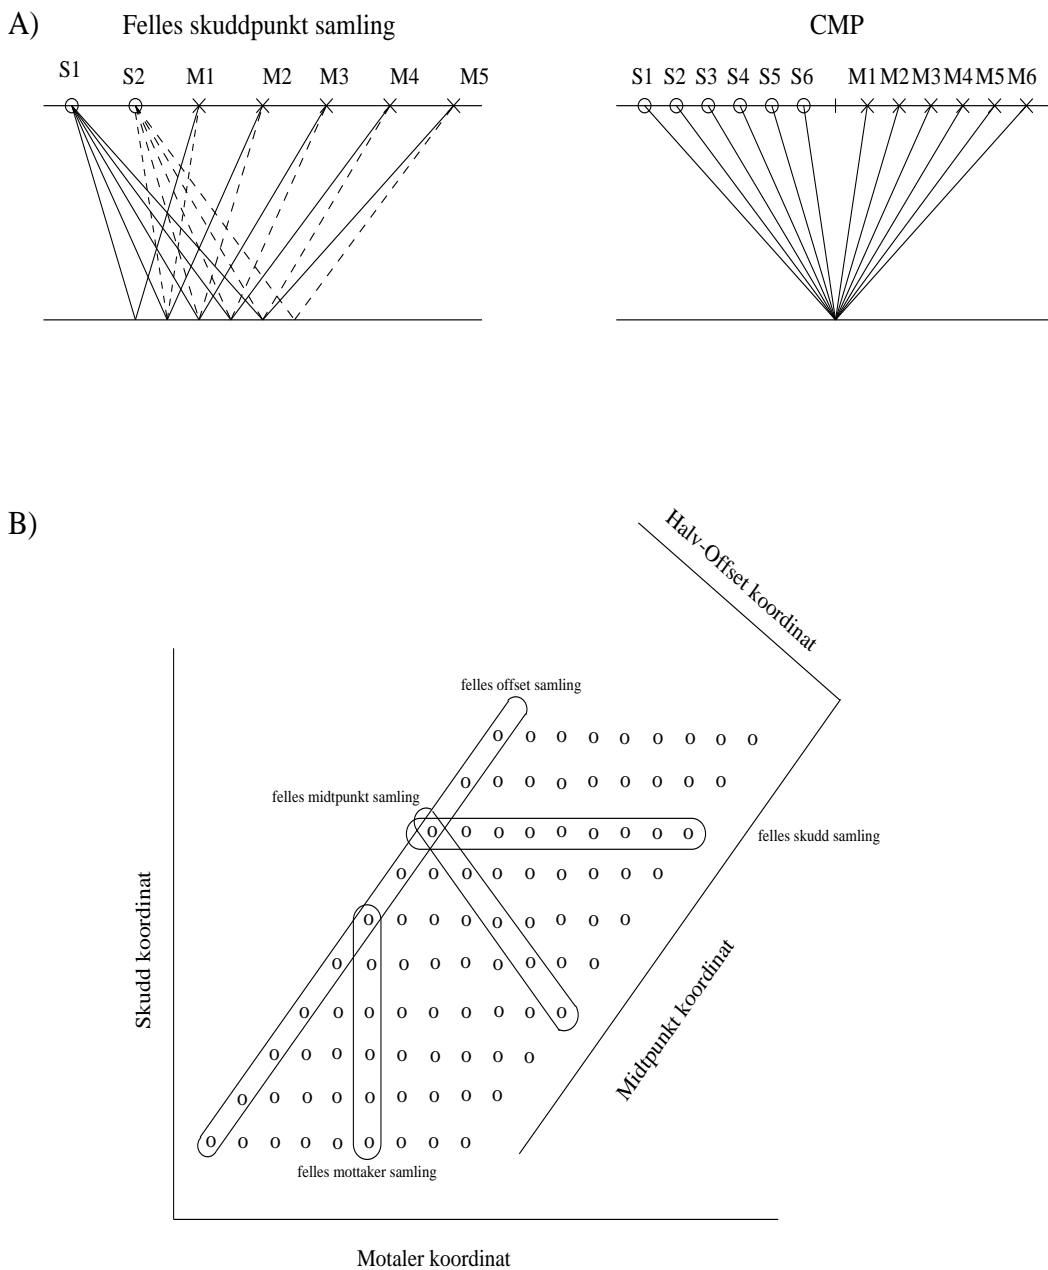 A)
Felles skuddpunkt samling
CMP
S1 S2 M1 M2 M3 M4 M5
S1 S2 S3 S4 S5 S6 M1 M2 M3 M4 M5 M6
B)
Halv-Offset koordinat
felles offset samling
felles midtpunkt samling
felles skudd samling
Skudd koordinat
Midtpunkt koordinat
felles mottaker samling
Motaler koordinat